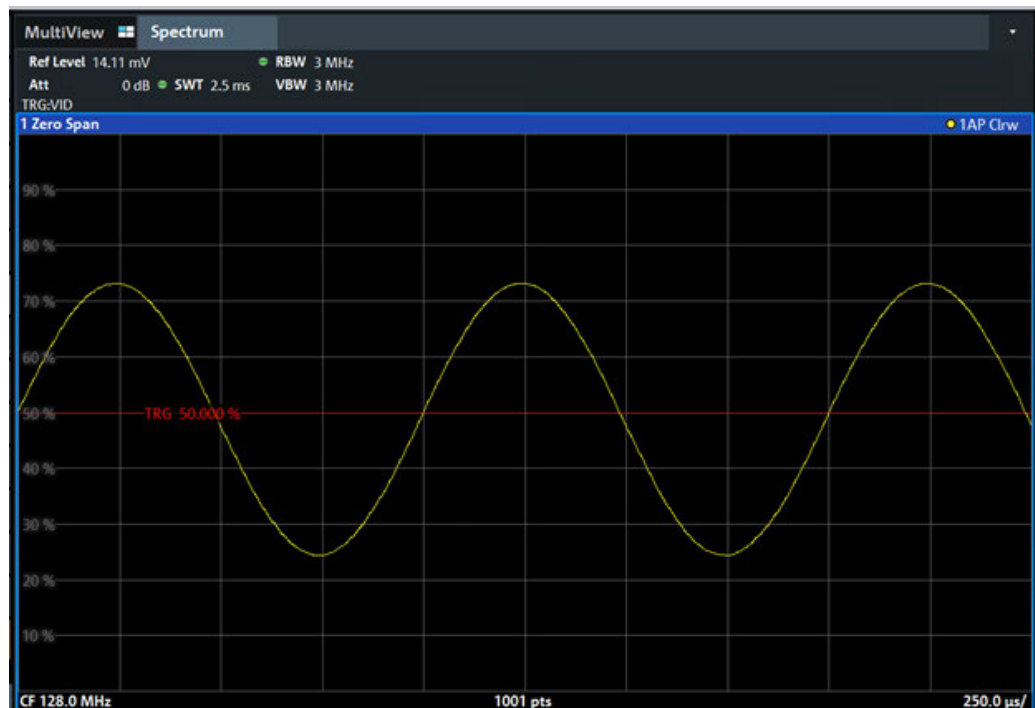 MultiView Spectrum
Ref Level 14.11 mV RBW 3 MHz
Att 0 dB SWT 2.5 ms VBW 3 MHz
TRG:VID
1 Zero Span 1AP Clrw
90 %
80 %
70 %
60 %
50 % TRG 50.000 %
40 %
30 %
20 %
10 %
CF 128.0 MHz 1001 pts 250.0 µs/